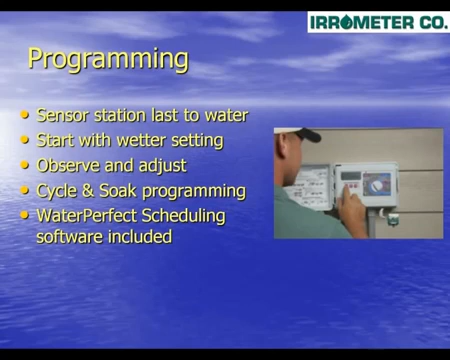 IRROMETER CO.
Programming
• Sensor station last to water
• Start with wetter setting
• Observe and adjust
• Cycle & Soak programming
• WaterPerfect Scheduling
software included